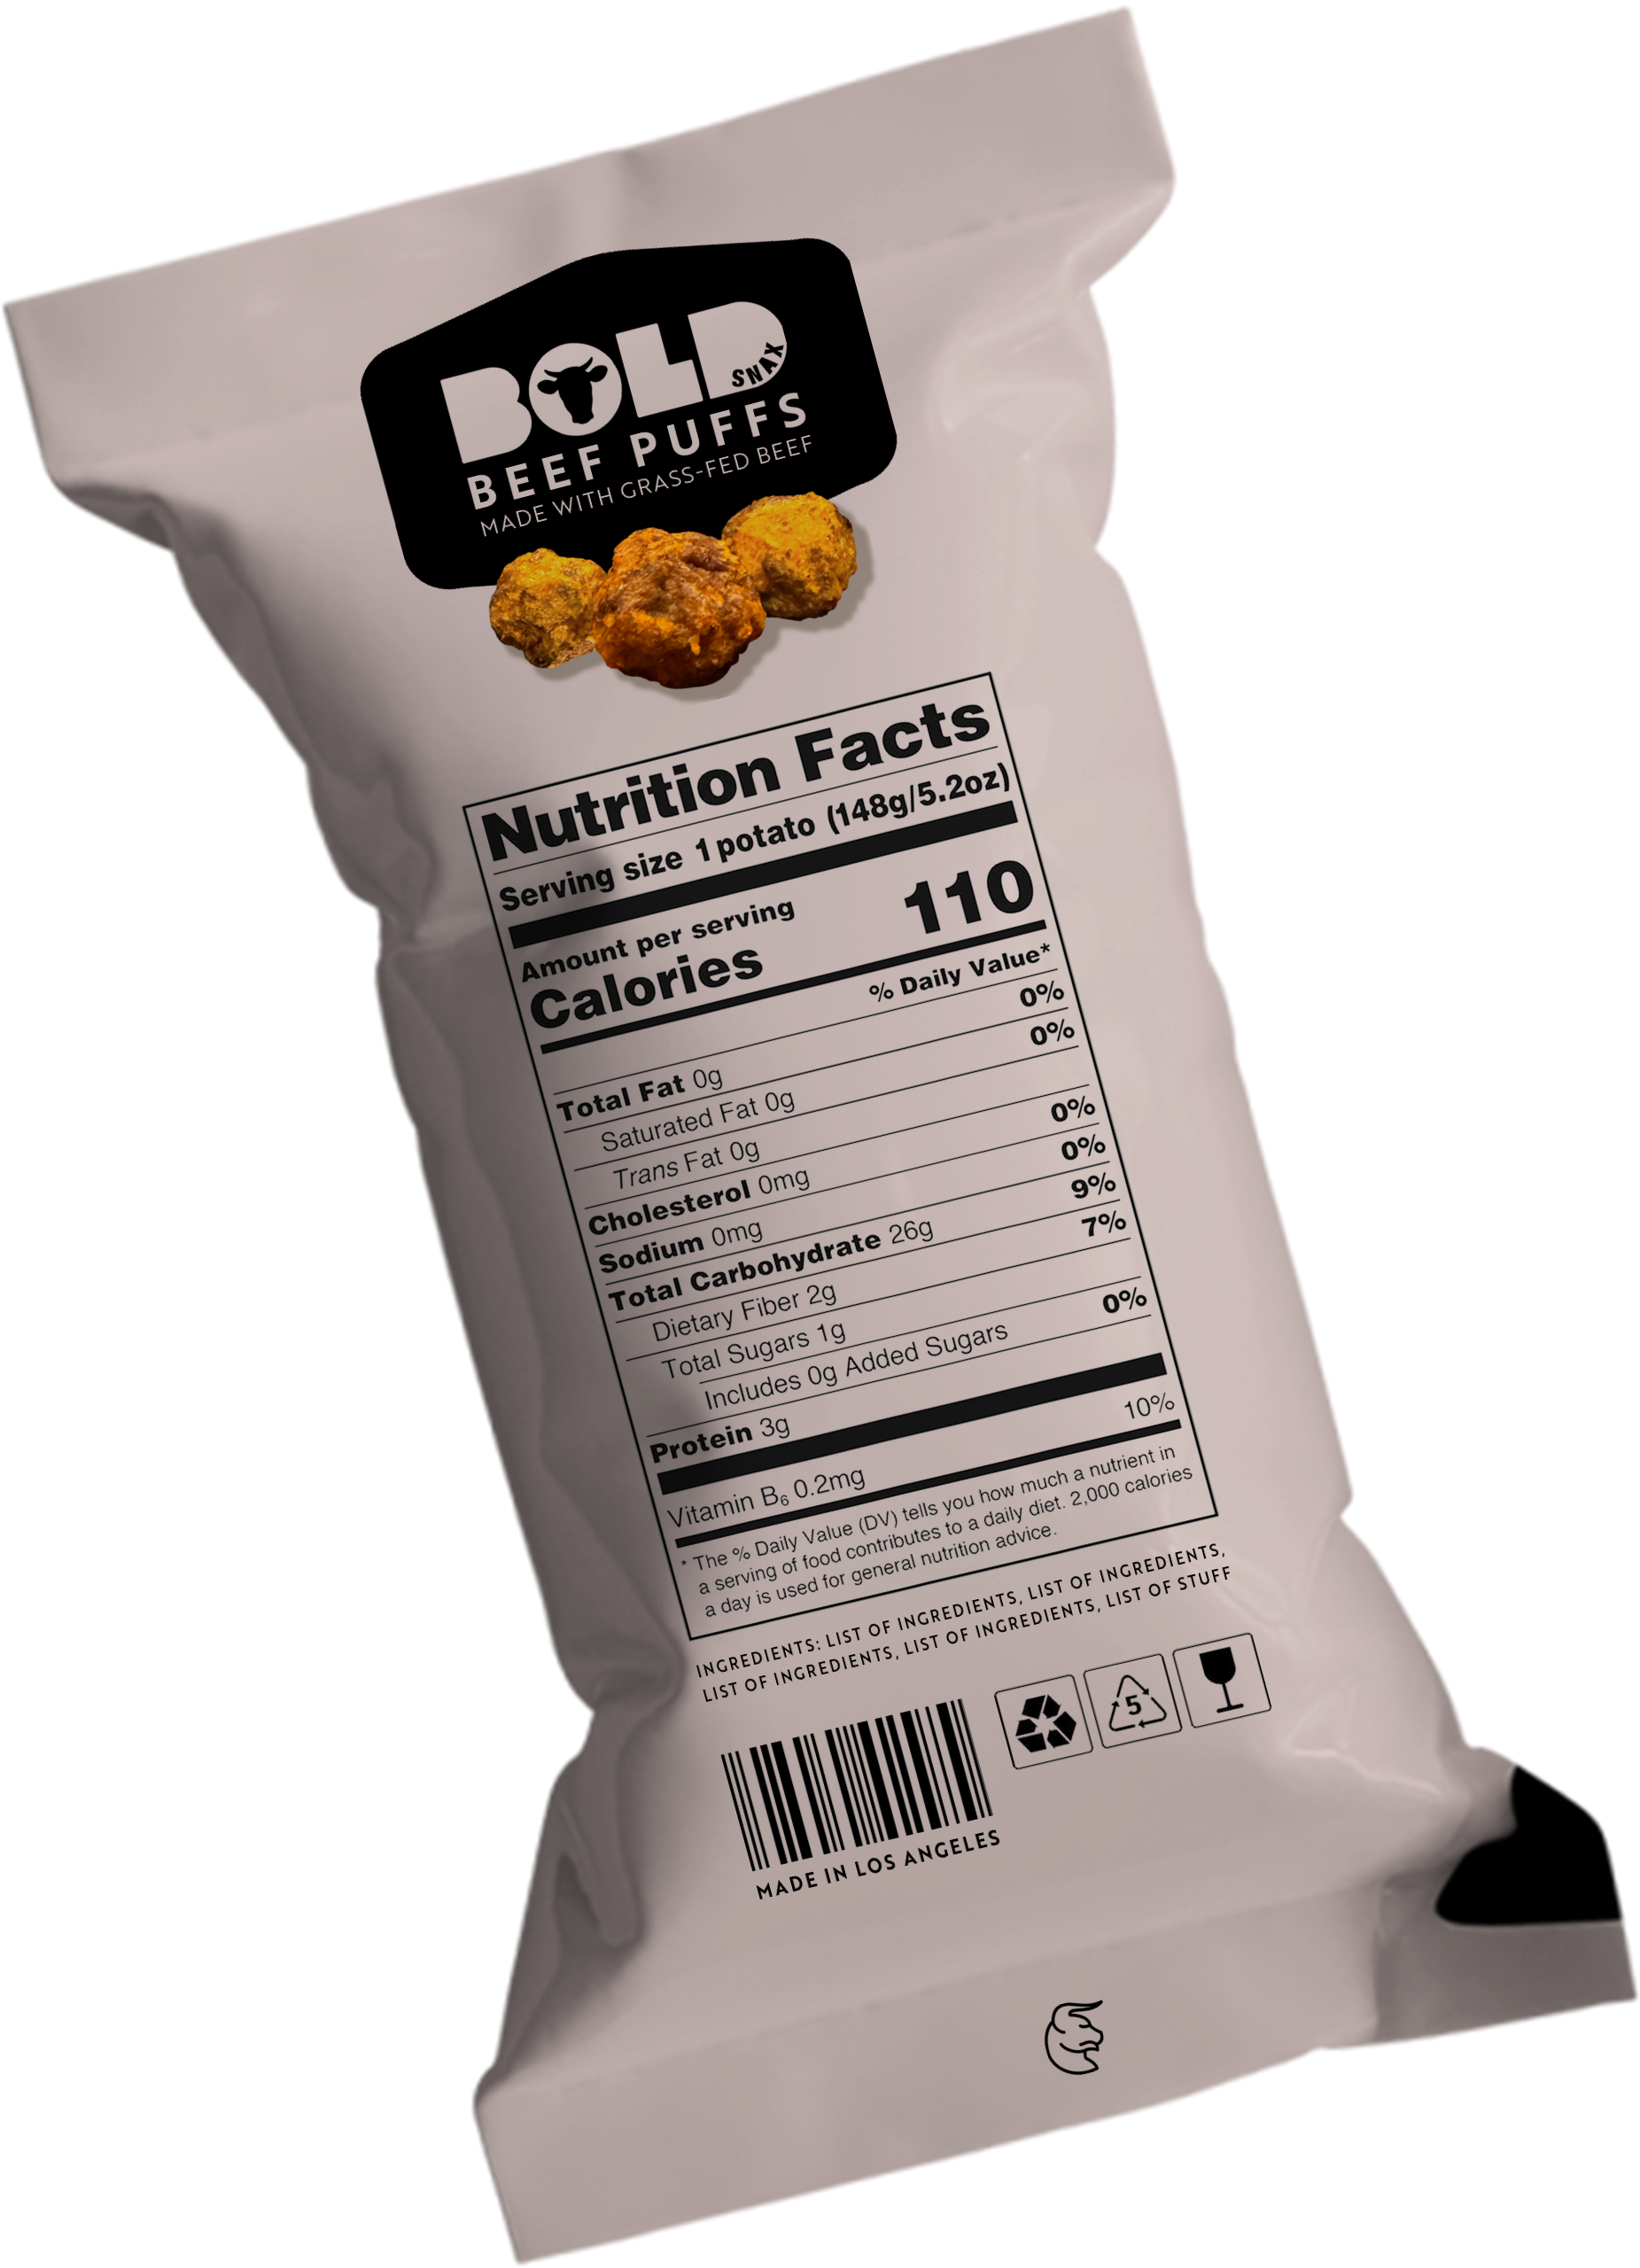 BOLD
SNAX
BEEF PUFFS
MADE WITH GRASS-FED BEEF
Nutrition Facts
Serving size 1 potato (148g/5.2oz)
Amount per serving
Calories 110
% Daily Value*
Total Fat 0g 0%
Saturated Fat 0g 0%
Trans Fat 0g
Cholesterol 0mg 0%
Sodium 0mg 0%
Total Carbohydrate 26g 9%
Dietary Fiber 2g 7%
Total Sugars 1g
Includes 0g Added Sugars 0%
Protein 3g
Vitamin B₆ 0.2mg 10%
* The % Daily Value (DV) tells you how much a nutrient in
a serving of food contributes to a daily diet. 2,000 calories
a day is used for general nutrition advice.
INGREDIENTS: LIST OF INGREDIENTS, LIST OF INGREDIENTS,
LIST OF INGREDIENTS, LIST OF INGREDIENTS, LIST OF STUFF
5
MADE IN LOS ANGELES